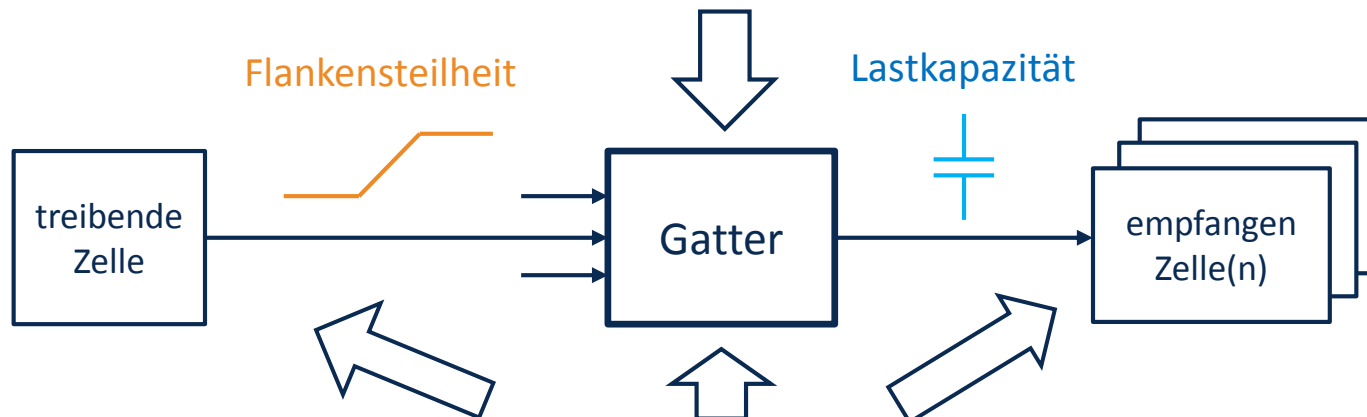 Flankensteilheit
Lastkapazität
treibende
Zelle
Gatter
empfangen
Zelle(n)